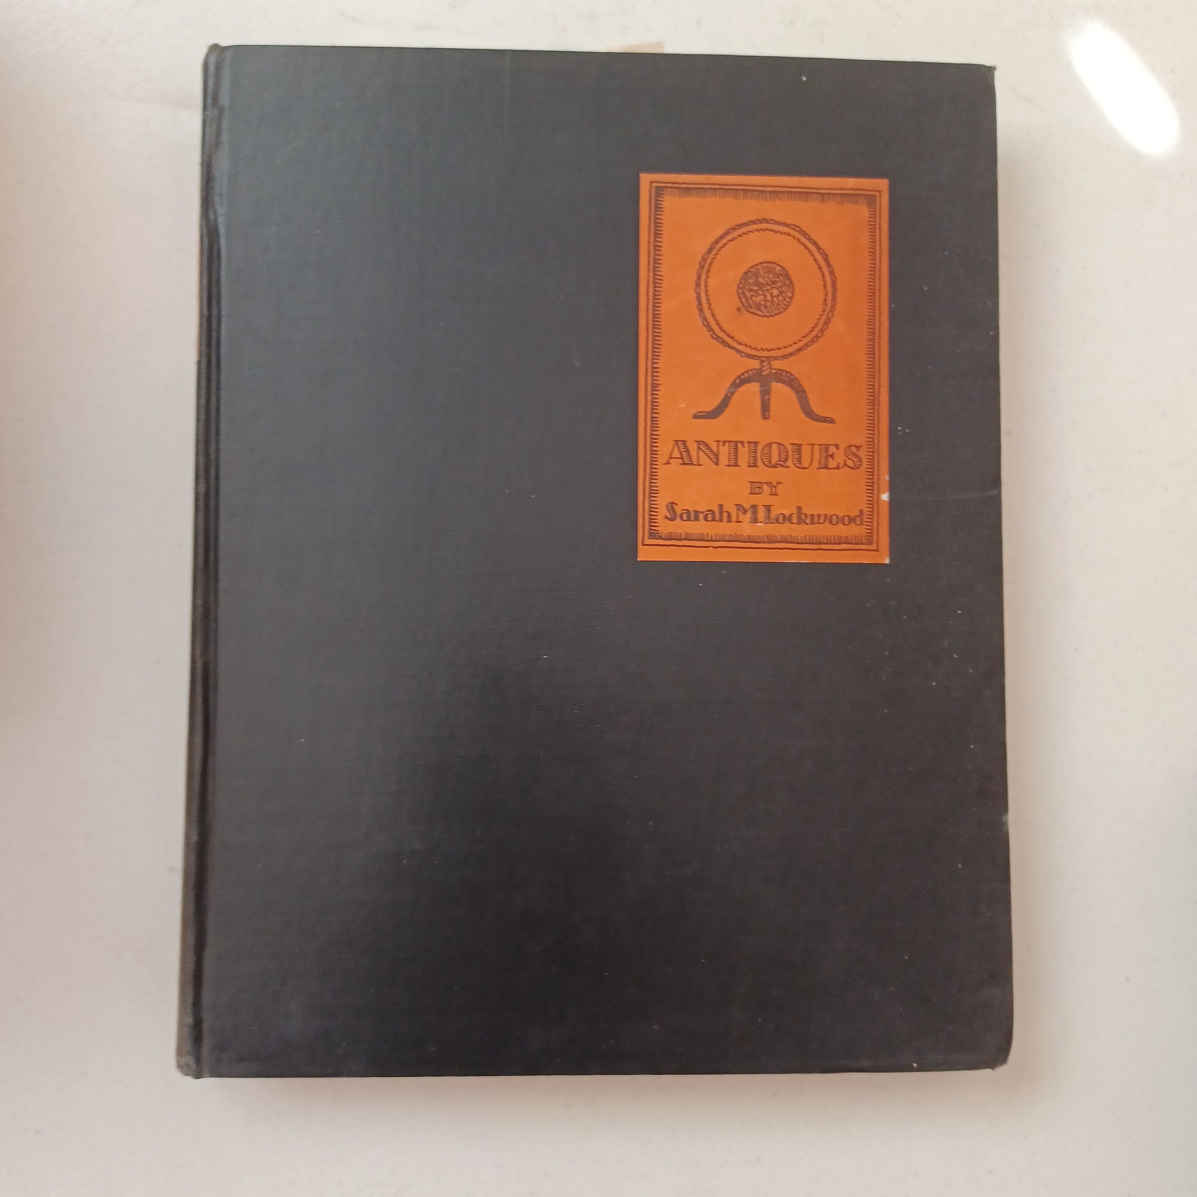 ANTIQUES
BY
Sarah M. Lockwood